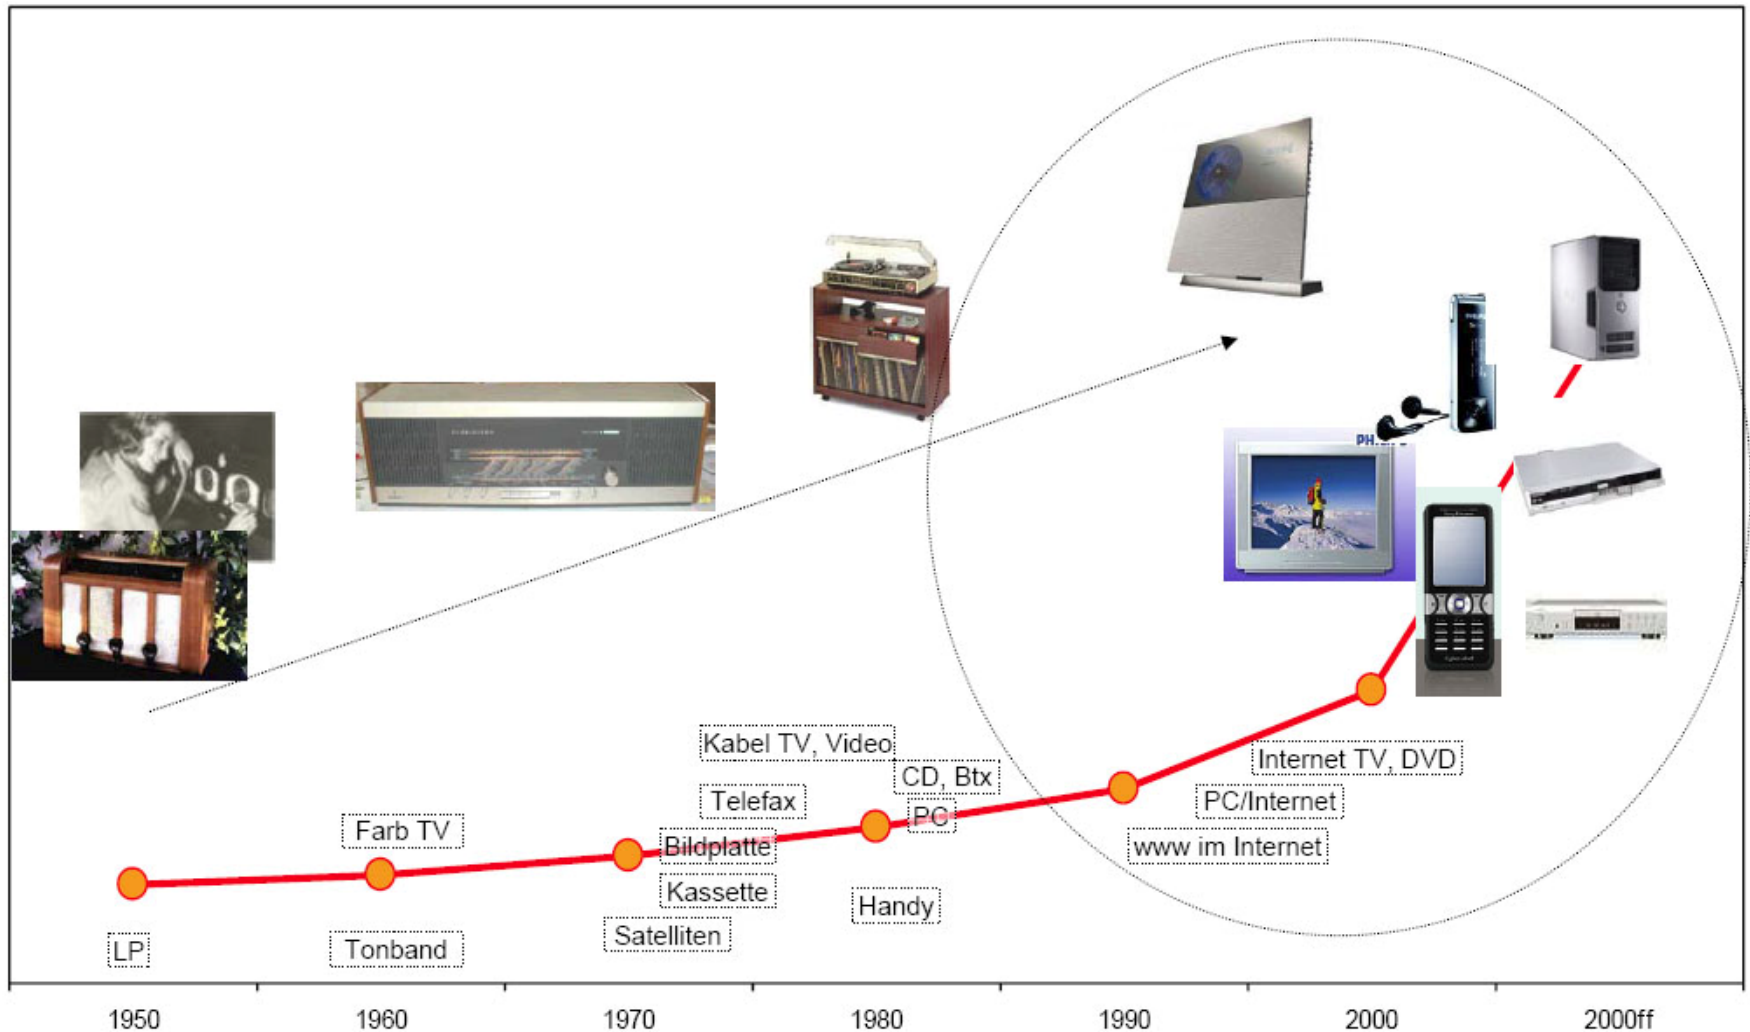 PHILIPS
Kabel TV, Video
CD, Btx
Internet TV, DVD
Telefax
PC
PC/Internet
Farb TV
Bildplatte
www im Internet
Kassette
Handy
Satelliten
LP
Tonband
1950
1960
1970
1980
1990
2000
2000ff